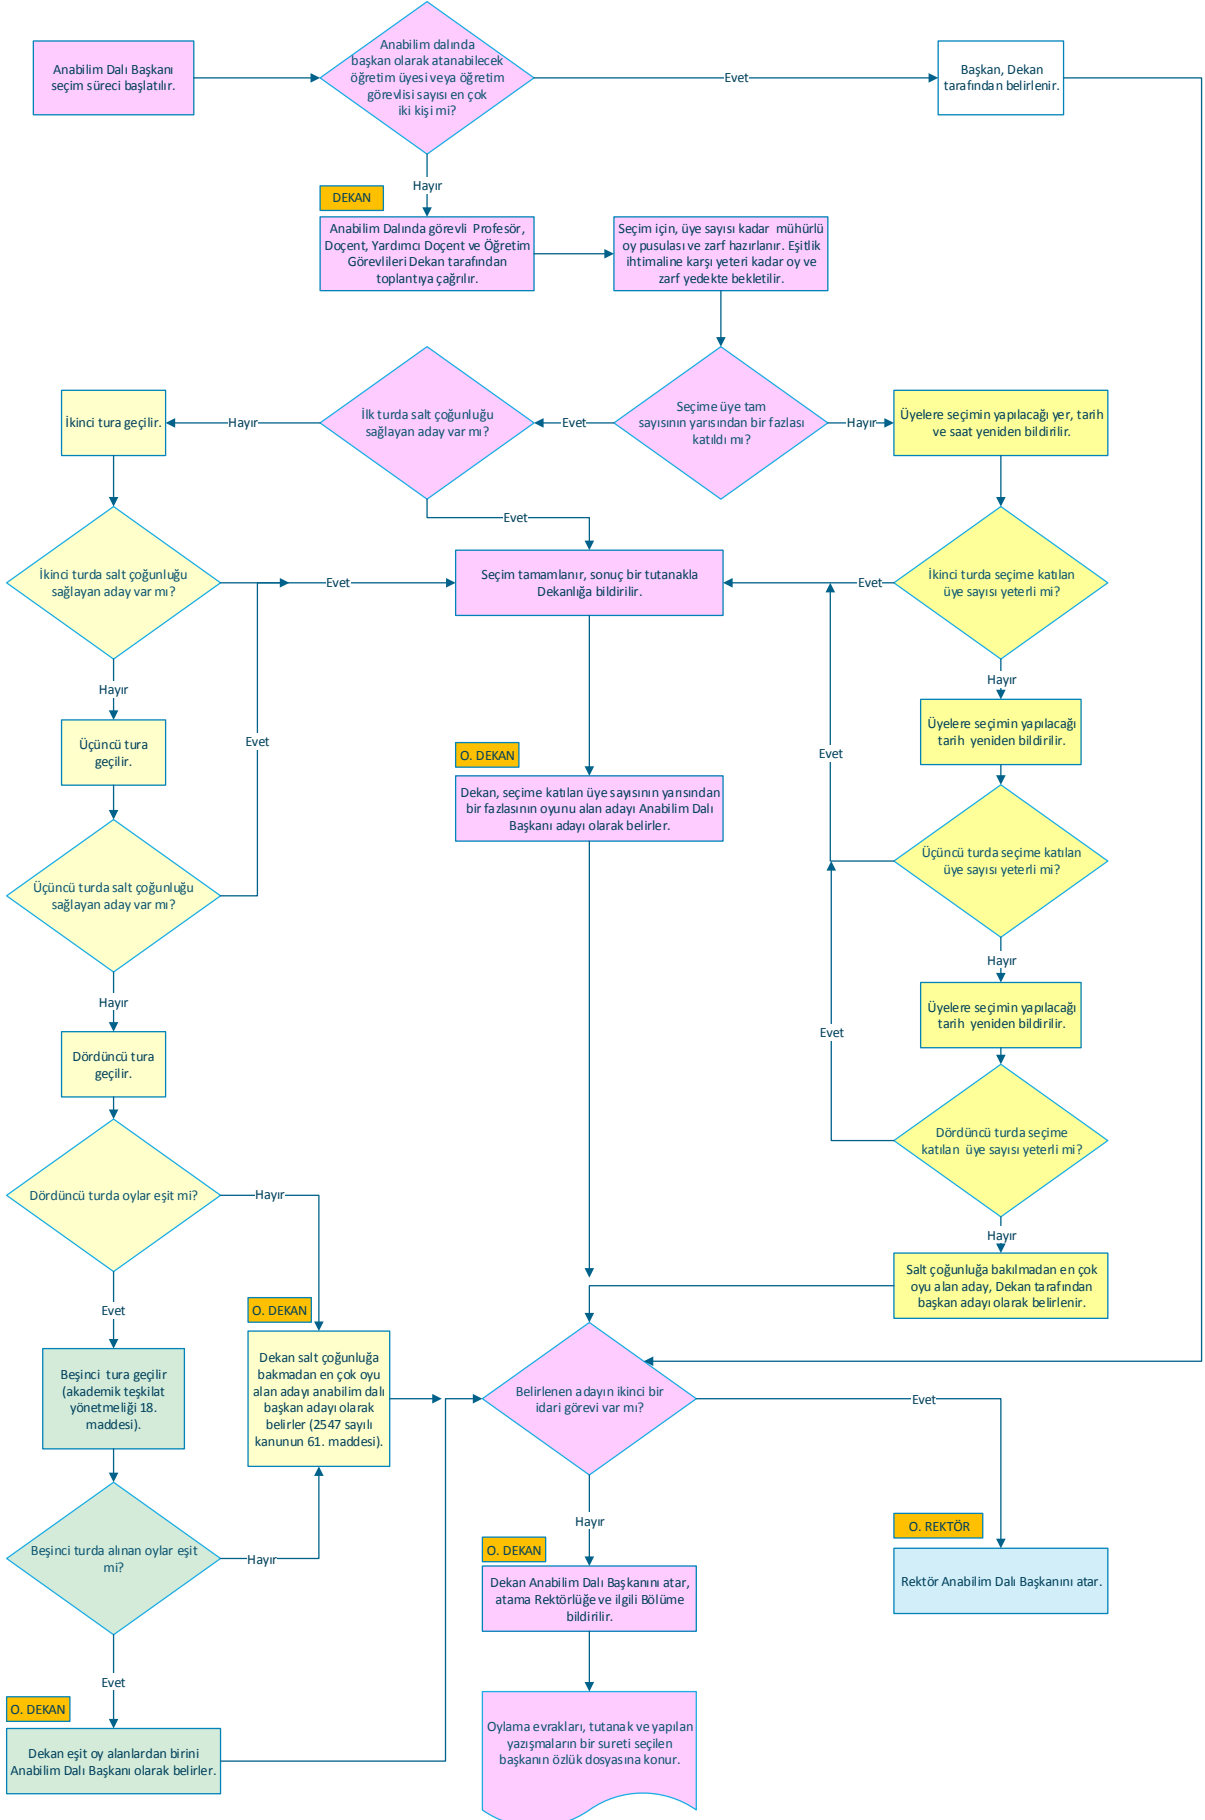 Anabilim Dalı Başkanı
seçim süreci başlatılır.
Anabilim dalında
başkan olarak atanabilecek
öğretim üyesi veya öğretim
görevlisi sayısı en çok
iki kişi mi?
Evet
Başkan, Dekan
tarafından belirlenir.
Hayır
DEKAN
Anabilim Dalında görevli Profesör,
Doçent, Yardımcı Doçent ve Öğretim
Görevlileri Dekan tarafından
toplantıya çağrılır.
Seçim için, üye sayısı kadar mühürlü
oy pusulası ve zarf hazırlanır. Eşitlik
ihtimaline karşı yeteri kadar oy ve
zarf yedekte bekletilir.
İkinci tura geçilir.
Hayır
İlk turda salt çoğunluğu
sağlayan aday var mı?
Evet
Seçime üye tam
sayısının yarısından bir fazlası
katıldı mı?
Hayır
Üyelere seçimin yapılacağı yer, tarih
ve saat yeniden bildirilir.
Evet
İkinci turda salt çoğunluğu
sağlayan aday var mı?
Evet
Seçim tamamlanır, sonuç bir tutanakla
Dekanlığa bildirilir.
Evet
İkinci turda seçime katılan
üye sayısı yeterli mi?
Hayır
Hayır
Üçüncü tura
geçilir.
Evet
O. DEKAN
Dekan, seçime katılan üye sayısının yarısından
bir fazlasının oyunu alan adayı Anabilim Dalı
Başkanı adayı olarak belirler.
Evet
Üyelere seçimin yapılacağı
tarih yeniden bildirilir.
Üçüncü turda salt çoğunluğu
sağlayan aday var mı?
Üçüncü turda seçime katılan
üye sayısı yeterli mi?
Hayır
Hayır
Dördüncü tura
geçilir.
Evet
Üyelere seçimin yapılacağı
tarih yeniden bildirilir.
Dördüncü turda seçime
katılan üye sayısı yeterli mi?
Dördüncü turda oylar eşit mi?
Hayır
Hayır
Salt çoğunluğa bakılmadan en çok
oyu alan aday, Dekan tarafından
başkan adayı olarak belirlenir.
Evet
O. DEKAN
Beşinci tura geçilir
(akademik teşkilat
yönetmeliği 18.
maddesi).
Dekan salt çoğunluğa
bakmadan en çok oyu
alan adayı anabilim dalı
başkan adayı olarak
belirler (2547 sayılı
kanunun 61. maddesi).
Belirlenen adayın ikinci bir
idari görevi var mı?
Evet
Hayır
O. REKTÖR
Rektör Anabilim Dalı Başkanını atar.
Beşinci turda alınan oylar eşit
mi?
Hayır
O. DEKAN
Dekan Anabilim Dalı Başkanını atar,
atama Rektörlüğe ve ilgili Bölüme
bildirilir.
Evet
O. DEKAN
Dekan eşit oy alanlardan birini
Anabilim Dalı Başkanı olarak belirler.
Oylama evrakları, tutanak ve yapılan
yazışmaların bir sureti seçilen
başkanın özlük dosyasına konur.